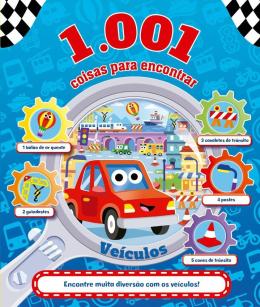 1.001
coisas para encontrar
1 balão de ar quente
3 cavaletes de trânsito
2 guindastes
4 postes
5 cones de trânsito
Veículos
Encontre muita diversão com os veículos!